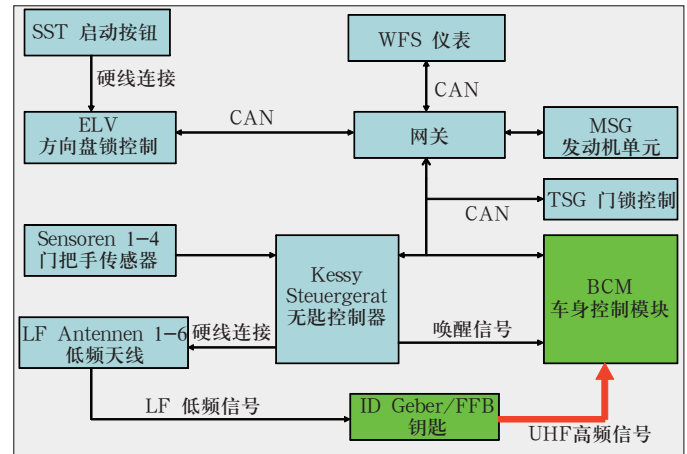 SST 启动按钮
WFS 仪表
硬线连接
CAN
ELV
方向盘锁控制
CAN
网关
MSG
发动机单元
TSG 门锁控制
CAN
Sensoren 1-4
门把手传感器
Kessy
Steuergerat
无匙控制器
BCM
车身控制模块
LF Antennen 1-6
低频天线
硬线连接
唤醒信号
LF 低频信号
ID Geber/FFB
钥匙
UHF高频信号